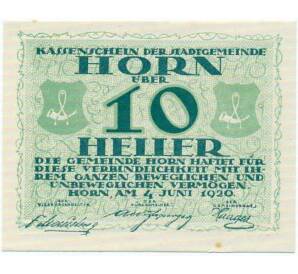 KASSENSCHEIN DER STADTGEMEINDE
HORN
ÜBER
10
HELLER
DIE GEMEINDE HORN HAFTET FÜR
DIESE VERBINDLICHKEIT MIT IH=
REN GANZEN BEWEGLICHEN UND
UNBEWEGLICHEN VERMÖGEN.
HORN, AM 4. JUNI 1920.